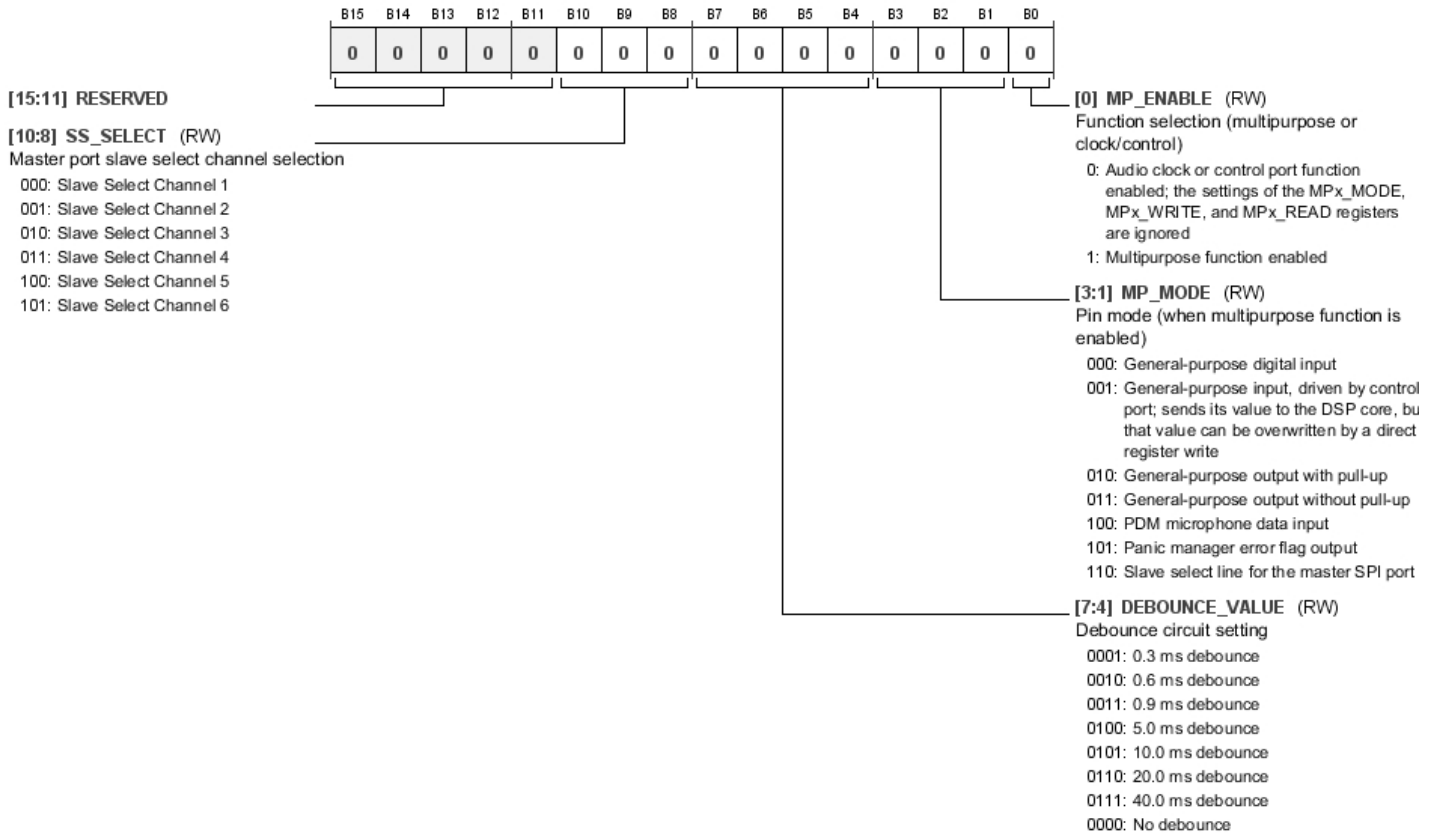 B15 B14 B13 B12 B11 B10 B9 B8 B7 B6 B5 B4 B3 B2 B1 B0
0 0 0 0 0 0 0 0 0 0 0 0 0 0 0 0
[15:11] RESERVED
[10:8] SS_SELECT (RW)
Master port slave select channel selection
000: Slave Select Channel 1
001: Slave Select Channel 2
010: Slave Select Channel 3
011: Slave Select Channel 4
100: Slave Select Channel 5
101: Slave Select Channel 6
[0] MP_ENABLE (RW)
Function selection (multipurpose or
clock/control)
0: Audio clock or control port function
enabled; the settings of the MPx_MODE,
MPx_WRITE, and MPx_READ registers
are ignored
1: Multipurpose function enabled
[3:1] MP_MODE (RW)
Pin mode (when multipurpose function is
enabled)
000: General-purpose digital input
001: General-purpose input, driven by control
port; sends its value to the DSP core, bu
that value can be overwritten by a direct
register write
010: General-purpose output with pull-up
011: General-purpose output without pull-up
100: PDM microphone data input
101: Panic manager error flag output
110: Slave select line for the master SPI port
[7:4] DEBOUNCE_VALUE (RW)
Debounce circuit setting
0001: 0.3 ms debounce
0010: 0.6 ms debounce
0011: 0.9 ms debounce
0100: 5.0 ms debounce
0101: 10.0 ms debounce
0110: 20.0 ms debounce
0111: 40.0 ms debounce
0000: No debounce